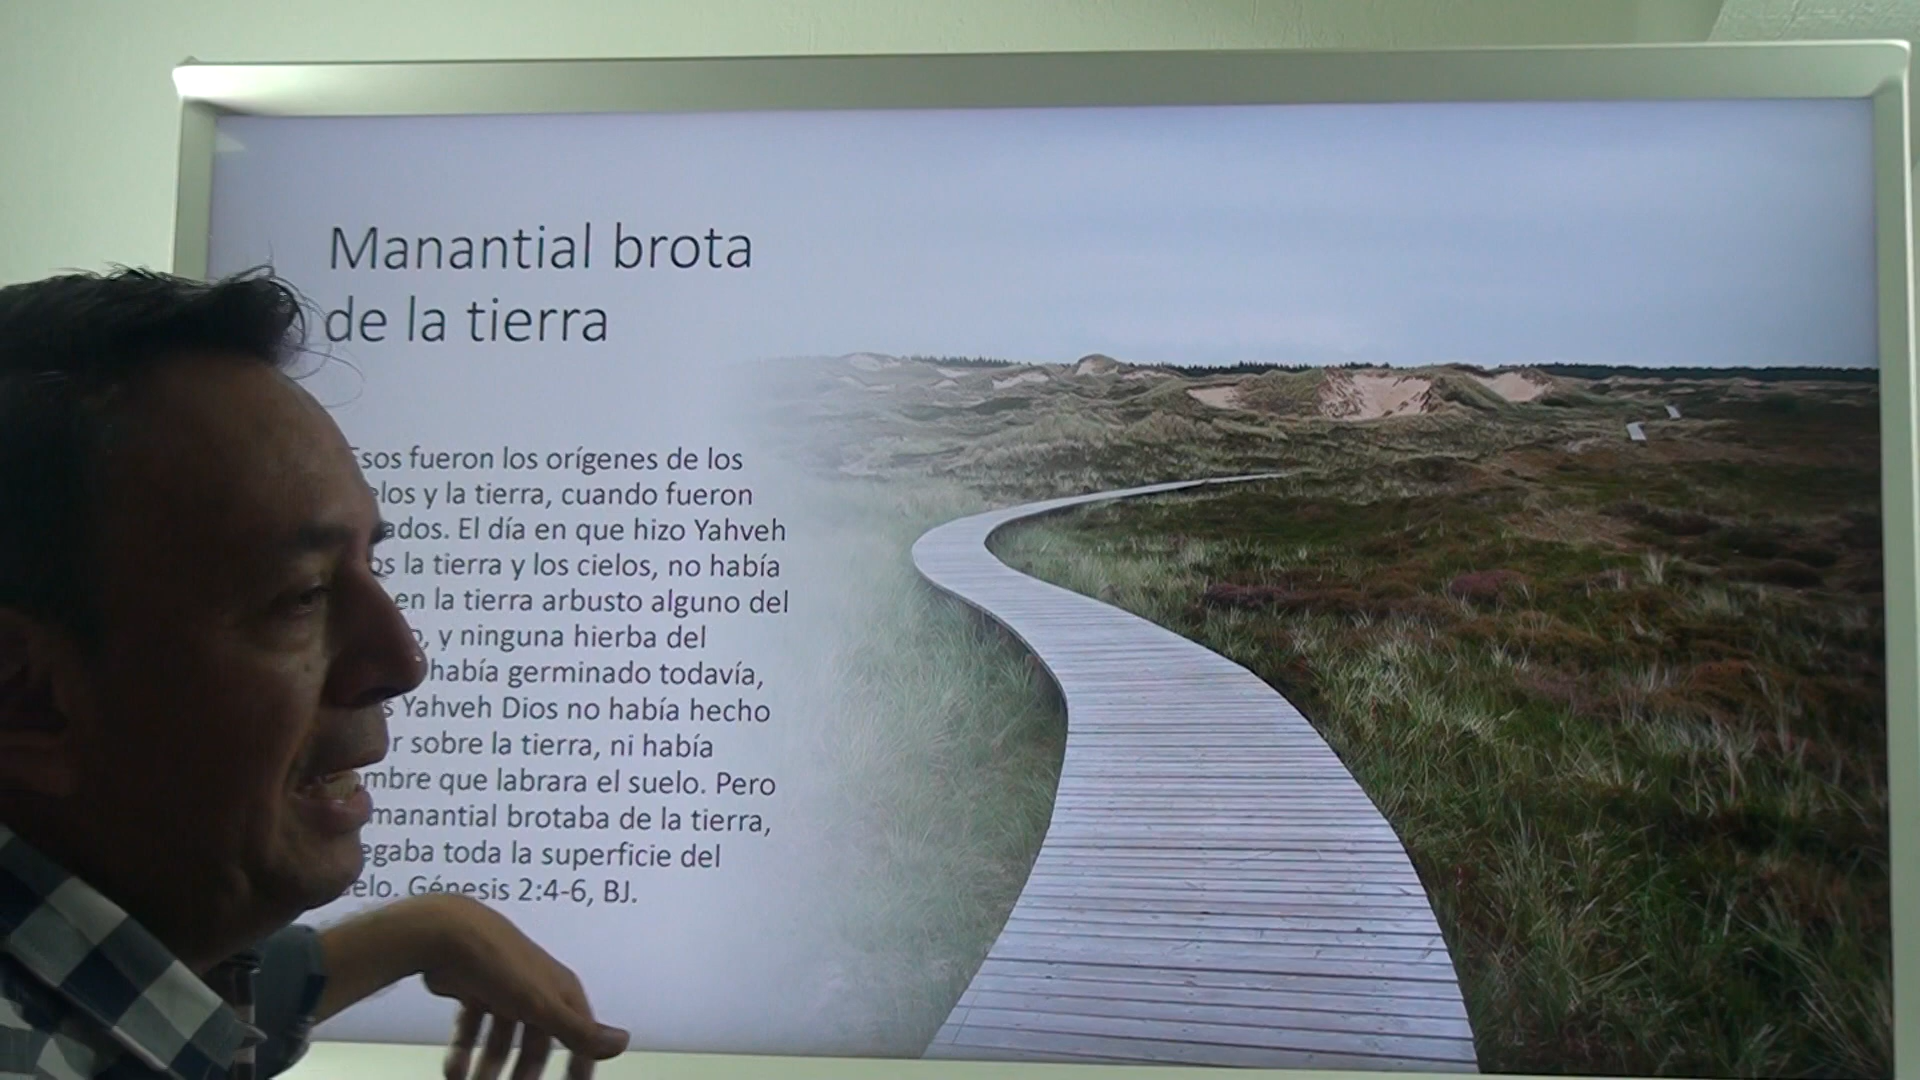 Manantial brota
de la tierra
sos fueron los orígenes de los
los y la tierra, cuando fueron
ados. El día en que hizo Yahveh
os la tierra y los cielos, no había
en la tierra arbusto alguno del
, y ninguna hierba del
había germinado todavía,
s Yahveh Dios no había hecho
r sobre la tierra, ni había
mbre que labrara el suelo. Pero
manantial brotaba de la tierra,
egaba toda la superficie del
elo. Génesis 2:4-6, BJ.